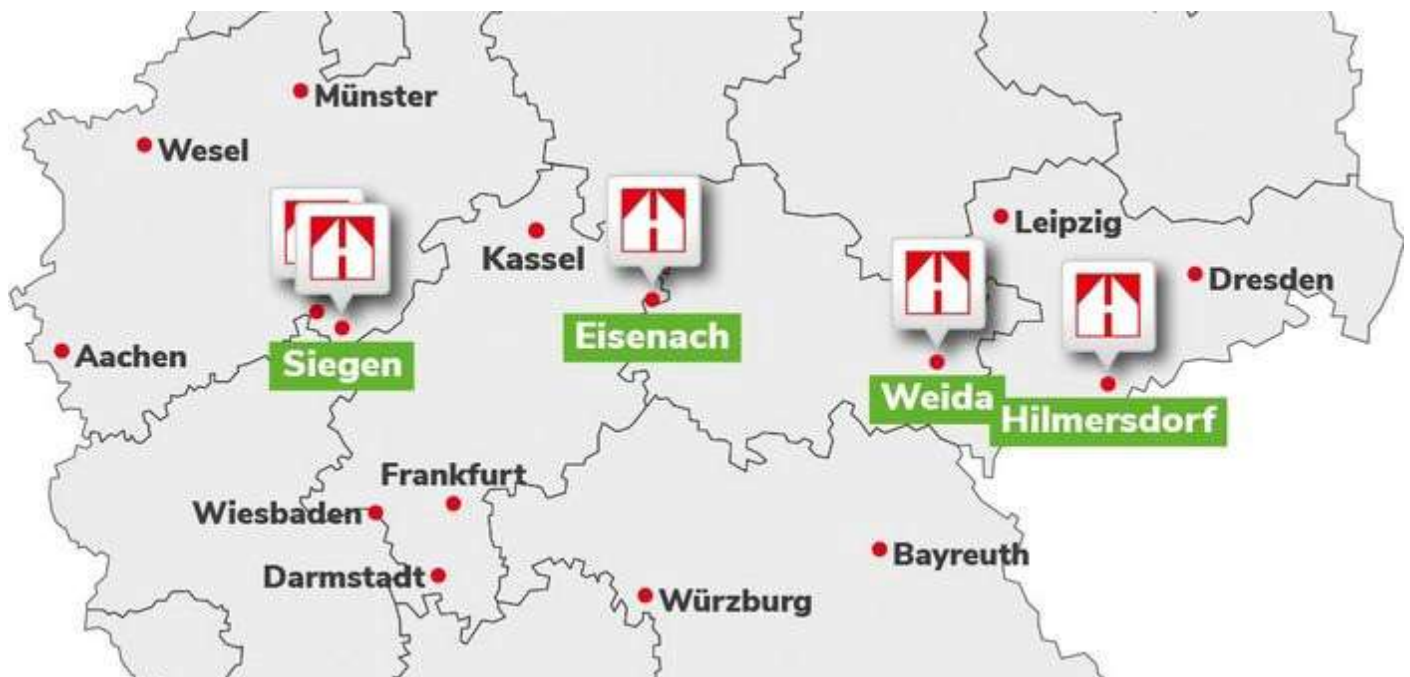 Münster
Wesel
Leipzig
Kassel
Dresden
Eisenach
Aachen
Siegen
Weida
Hilmersdorf
Frankfurt
Wiesbaden
Bayreuth
Darmstadt
Würzburg